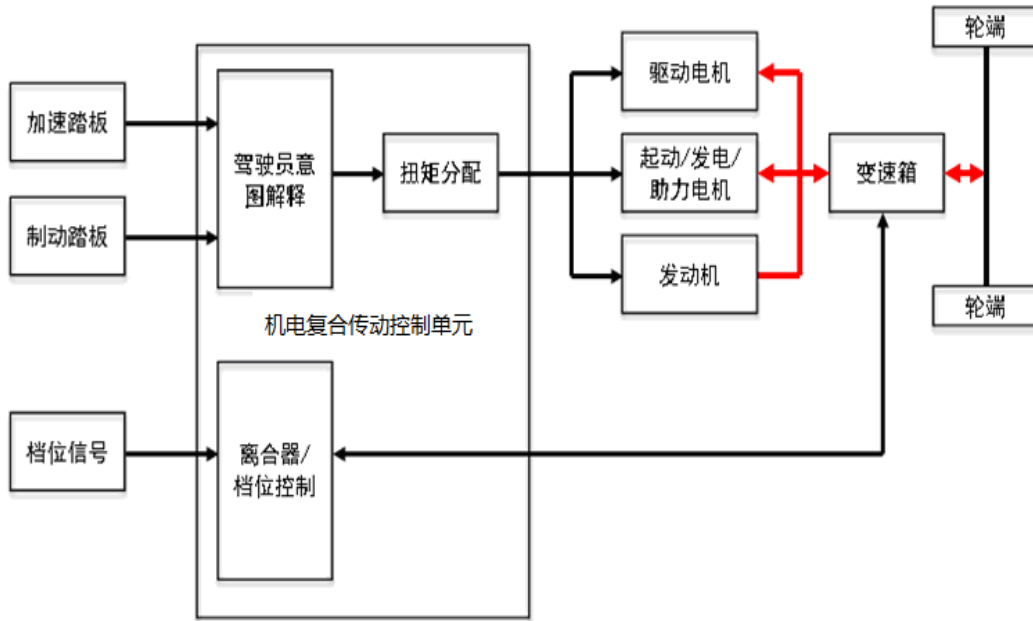 加速踏板
制动踏板
档位信号
驾驶员意
图解释
扭矩分配
机电复合传动控制单元
离合器/
档位控制
驱动电机
起动/发电/
助力电机
发动机
变速箱
轮端
轮端